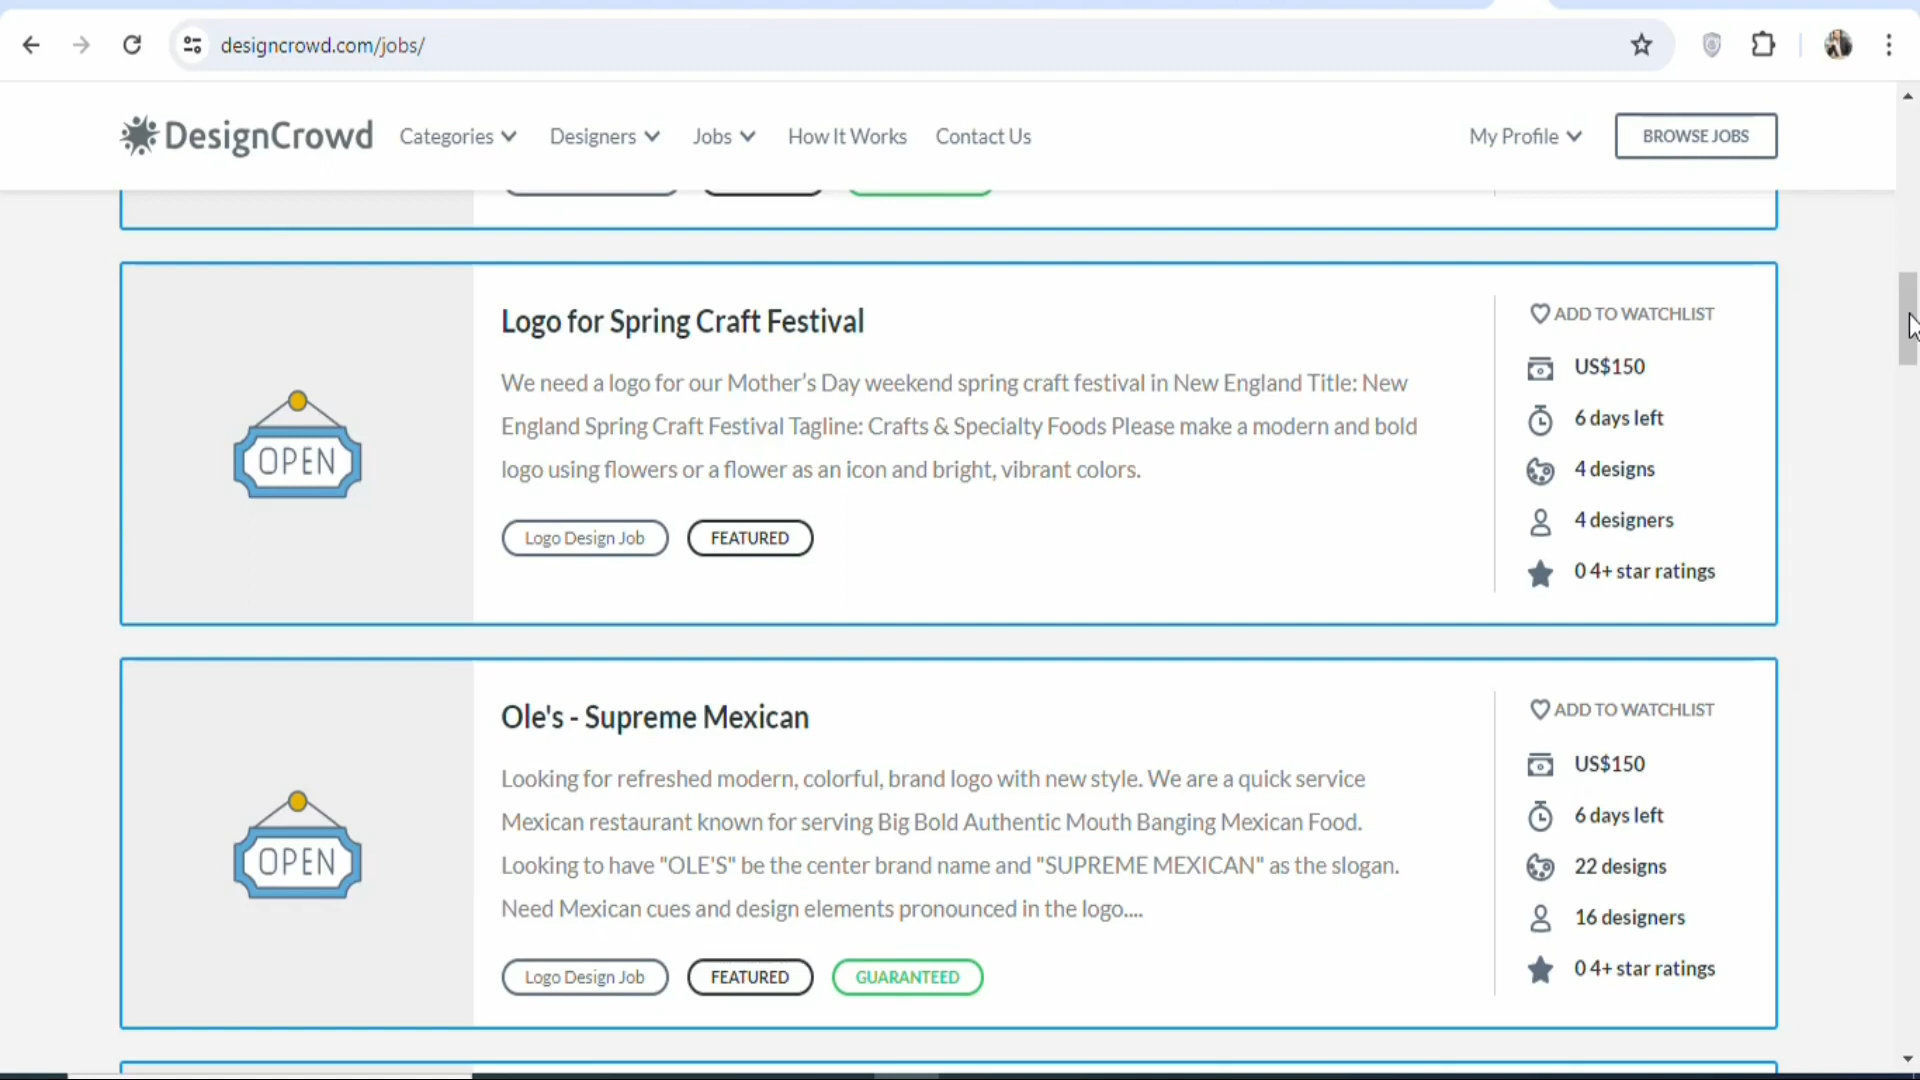 designcrowd.com/jobs/
DesignCrowd Categories Designers Jobs How It Works Contact Us My Profile BROWSE JOBS
Logo for Spring Craft Festival
We need a logo for our Mother’s Day weekend spring craft festival in New England Title: New
England Spring Craft Festival Tagline: Crafts & Specialty Foods Please make a modern and bold
logo using flowers or a flower as an icon and bright, vibrant colors.
Logo Design Job FEATURED
OPEN
ADD TO WATCHLIST
US$150
6 days left
4 designs
4 designers
0 4+ star ratings
Ole's - Supreme Mexican
Looking for refreshed modern, colorful, brand logo with new style. We are a quick service
Mexican restaurant known for serving Big Bold Authentic Mouth Banging Mexican Food.
Looking to have "OLE'S" be the center brand name and "SUPREME MEXICAN" as the slogan.
Need Mexican cues and design elements pronounced in the logo....
Logo Design Job FEATURED GUARANTEED
OPEN
ADD TO WATCHLIST
US$150
6 days left
22 designs
16 designers
0 4+ star ratings